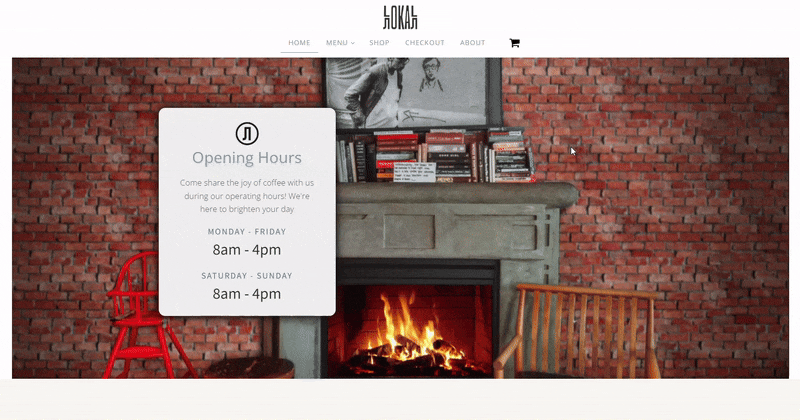 ЛOKAЛ
HOME MENU SHOP CHECKOUT ABOUT
Л
Opening Hours
Come share the joy of coffee with us
during our operating hours! We're
here to brighten your day
MONDAY - FRIDAY
8am - 4pm
SATURDAY - SUNDAY
8am - 4pm